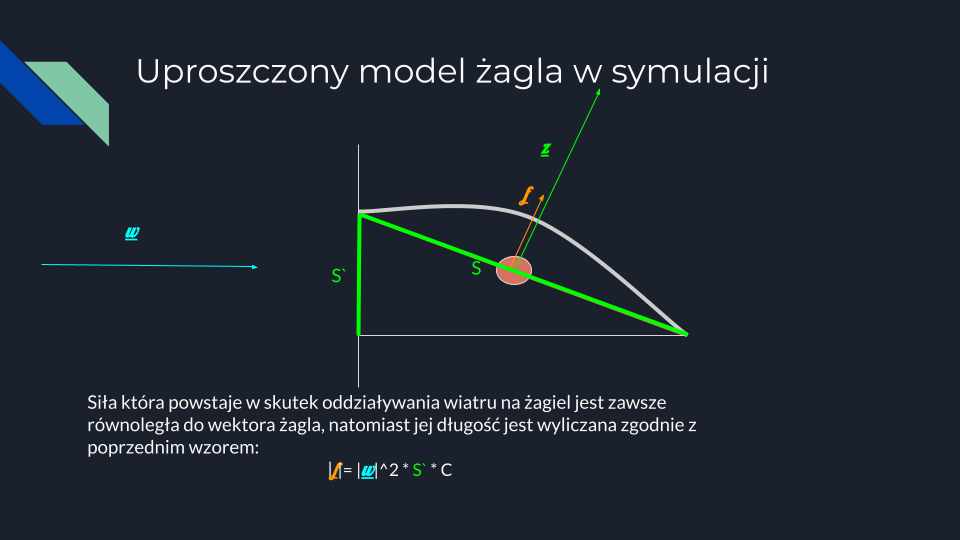 Uproszczony model żagla w symulacji
z
f
w
S`
S
Siła która powstaje w skutek oddziaływania wiatru na żagiel jest zawsze
równoległa do wektora żagla, natomiast jej długość jest wyliczana zgodnie z
poprzednim wzorem:
|f|= |w|^2 * S` * C